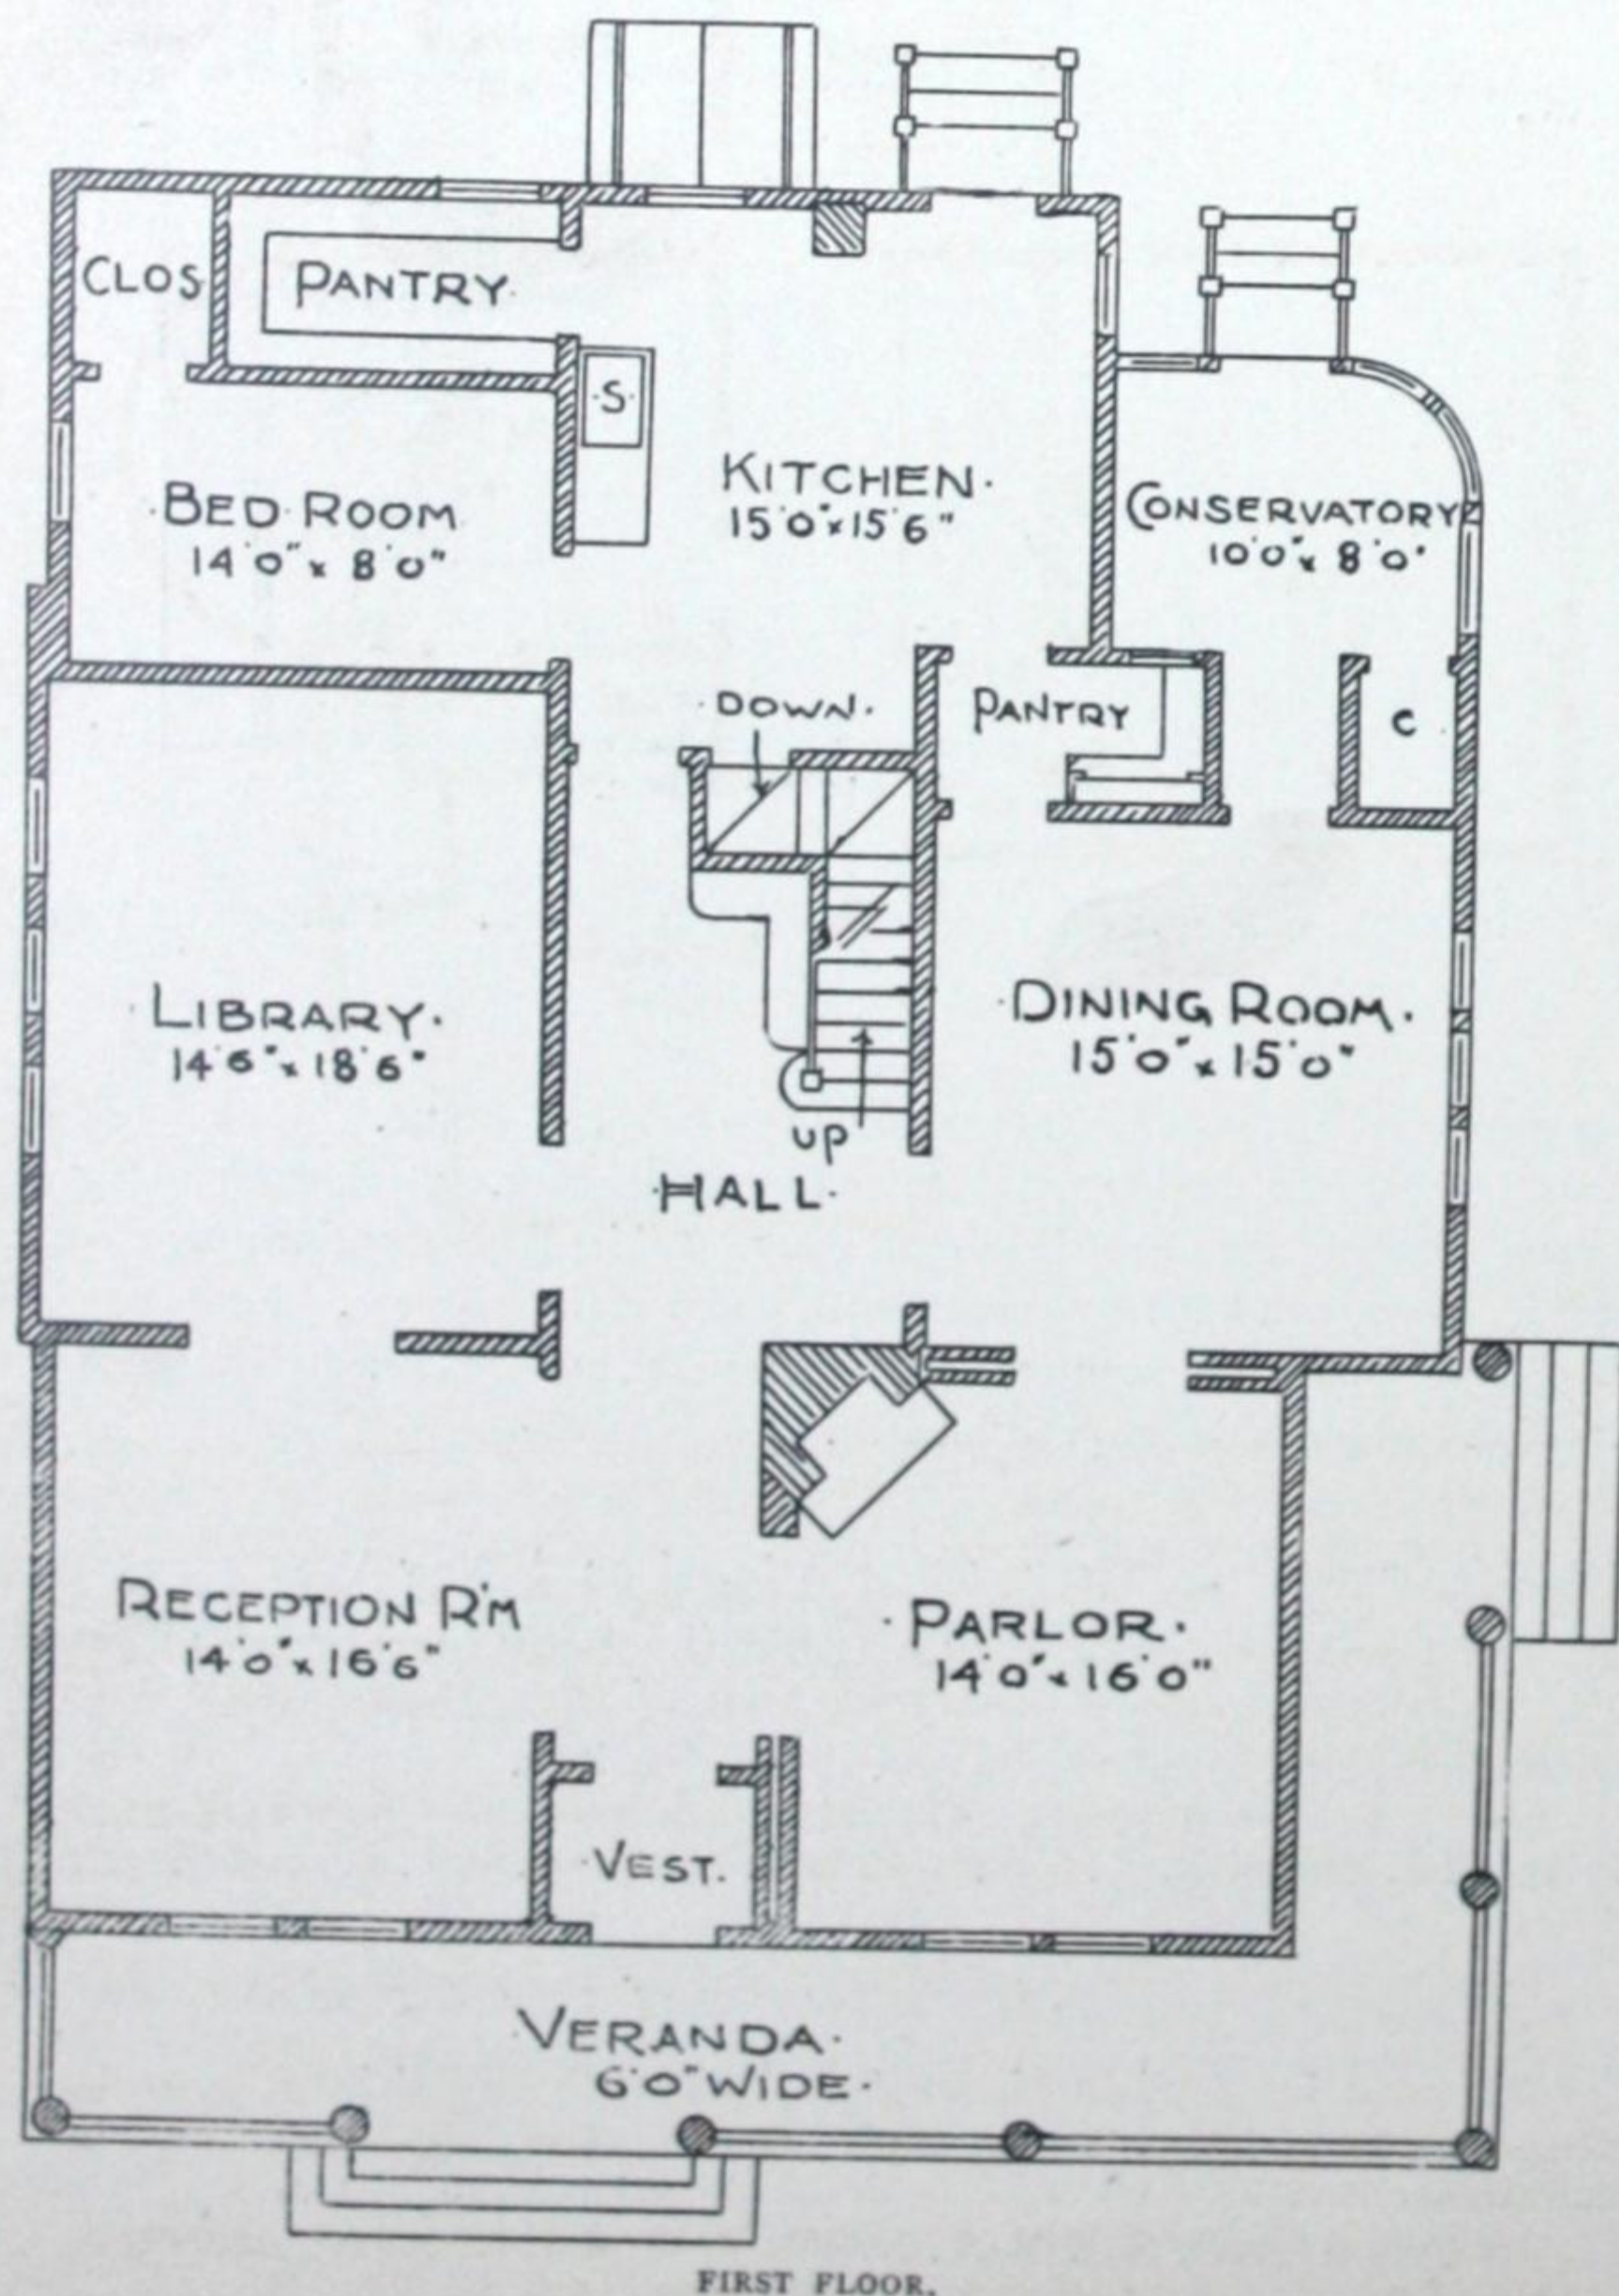 CLOS
PANTRY.
·S·
·BED·ROOM
14'0" x 8'0"
KITCHEN·
15'0" x 15'6"
CONSERVATORY
10'0" x 8'0"
·DOWN·
PANTRY
C
·LIBRARY·
14'6" x 18'6"
·DINING ROOM·
15'0" x 15'0"
UP
·HALL·
RECEPTION R'M
14'0" x 16'6"
·PARLOR·
14'0" x 16'0"
·VEST.
·VERANDA·
6'0" WIDE·
FIRST FLOOR.